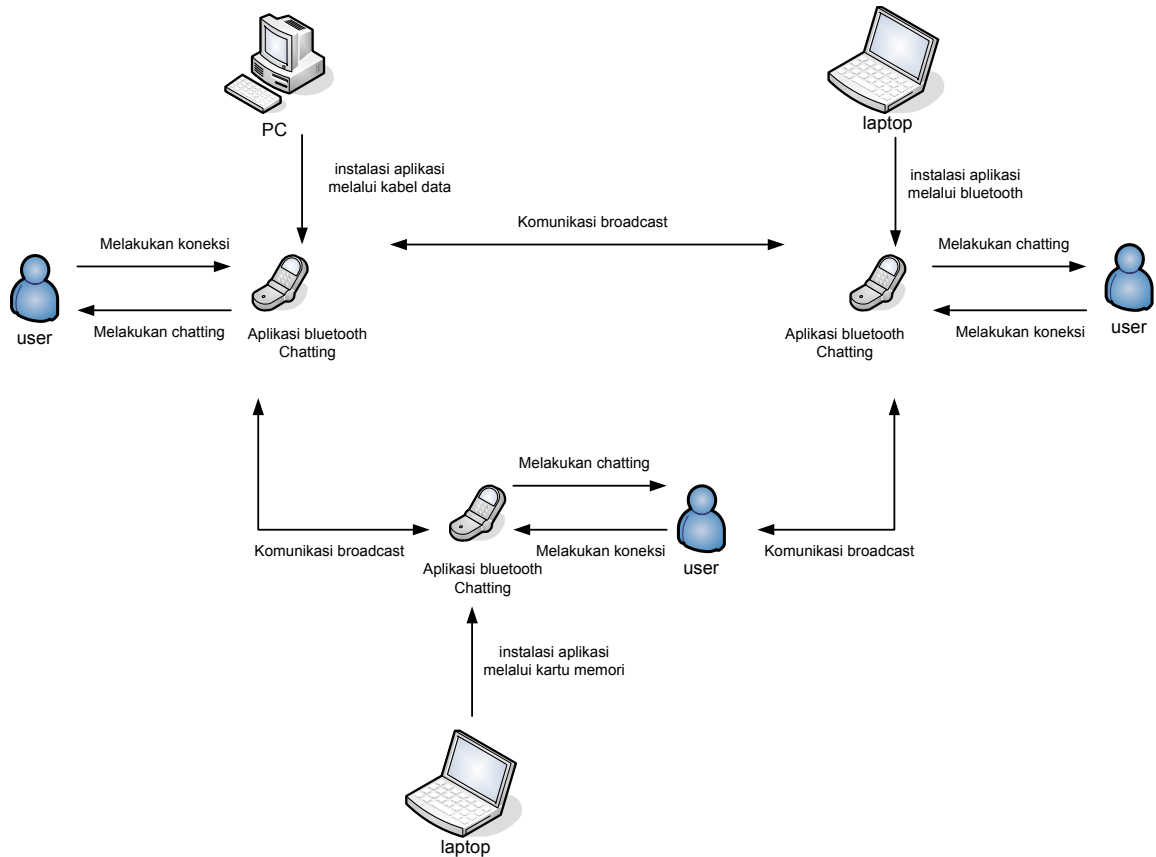 PC
laptop
instalasi aplikasi
melalui kabel data
instalasi aplikasi
melalui bluetooth
Komunikasi broadcast
Melakukan koneksi
Melakukan chatting
user
Melakukan chatting
Aplikasi bluetooth
Chatting
Aplikasi bluetooth
Chatting
Melakukan koneksi
user
Melakukan chatting
Komunikasi broadcast
Melakukan koneksi
Komunikasi broadcast
Aplikasi bluetooth
Chatting
user
instalasi aplikasi
melalui kartu memori
laptop